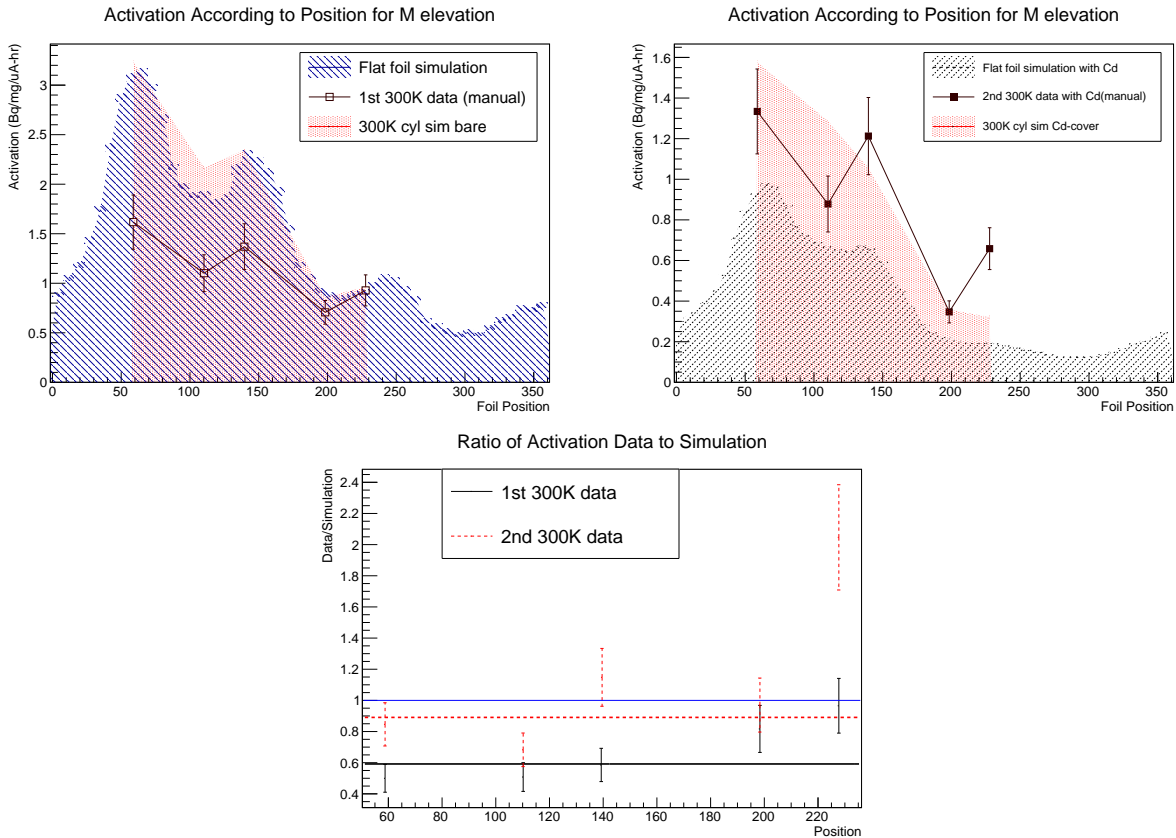 Activation According to Position for M elevation
Activation (Bq/mg/uA-hr)
3
2.5
2
1.5
1
0.5
0
Flat foil simulation
1st 300K data (manual)
300K cyl sim bare
0 50 100 150 200 250 300 350
Foil Position
Activation According to Position for M elevation
Activation (Bq/mg/uA-hr)
1.6
1.4
1.2
1
0.8
0.6
0.4
0.2
0
Flat foil simulation with Cd
2nd 300K data with Cd(manual)
300K cyl sim Cd-cover
0 50 100 150 200 250 300 350
Foil Position
Ratio of Activation Data to Simulation
Data/Simulation
2.4
2.2
2
1.8
1.6
1.4
1.2
1
0.8
0.6
0.4
1st 300K data
2nd 300K data
60 80 100 120 140 160 180 200 220
Position